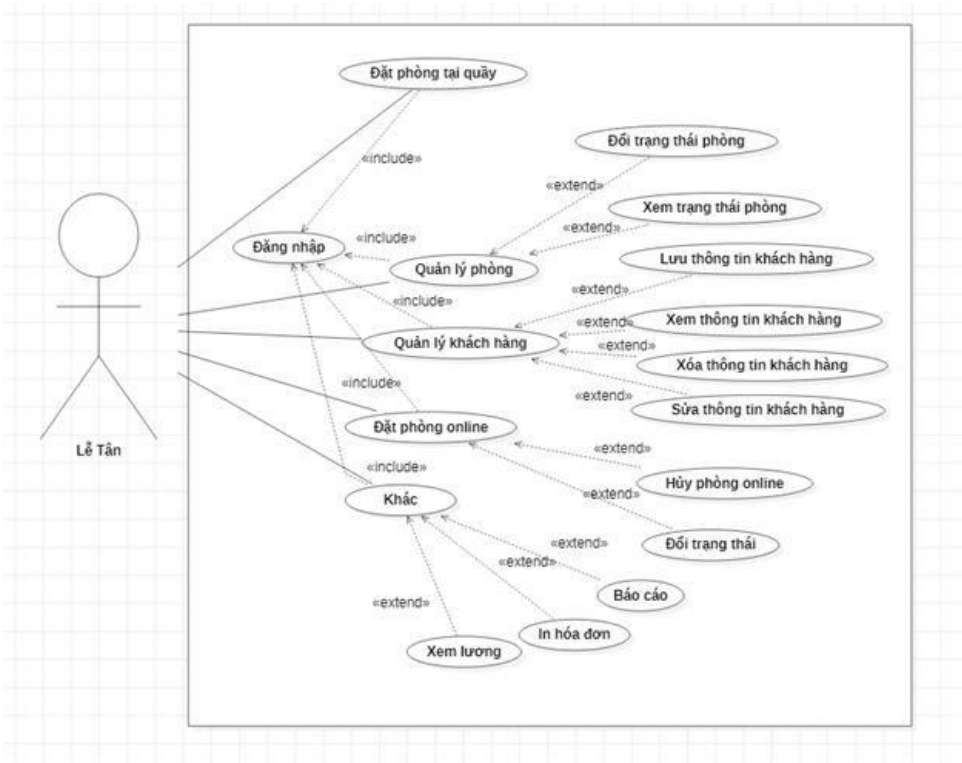 Đặt phòng tại quầy
Đổi trạng thái phòng
«include»
«extend»
Xem trạng thái phòng
«extend»
Đăng nhập
«include»
Quản lý phòng
Lưu thông tin khách hàng
«extend»
«include»
Xem thông tin khách hàng
«extend»
Quản lý khách hàng
«extend»
Xóa thông tin khách hàng
«include»
«extend»
Sửa thông tin khách hàng
Đặt phòng online
Lễ Tân
«extend»
«include»
Hủy phòng online
Khác
«extend»
«extend»
Đổi trạng thái
«extend»
Báo cáo
«extend»
In hóa đơn
Xem lương